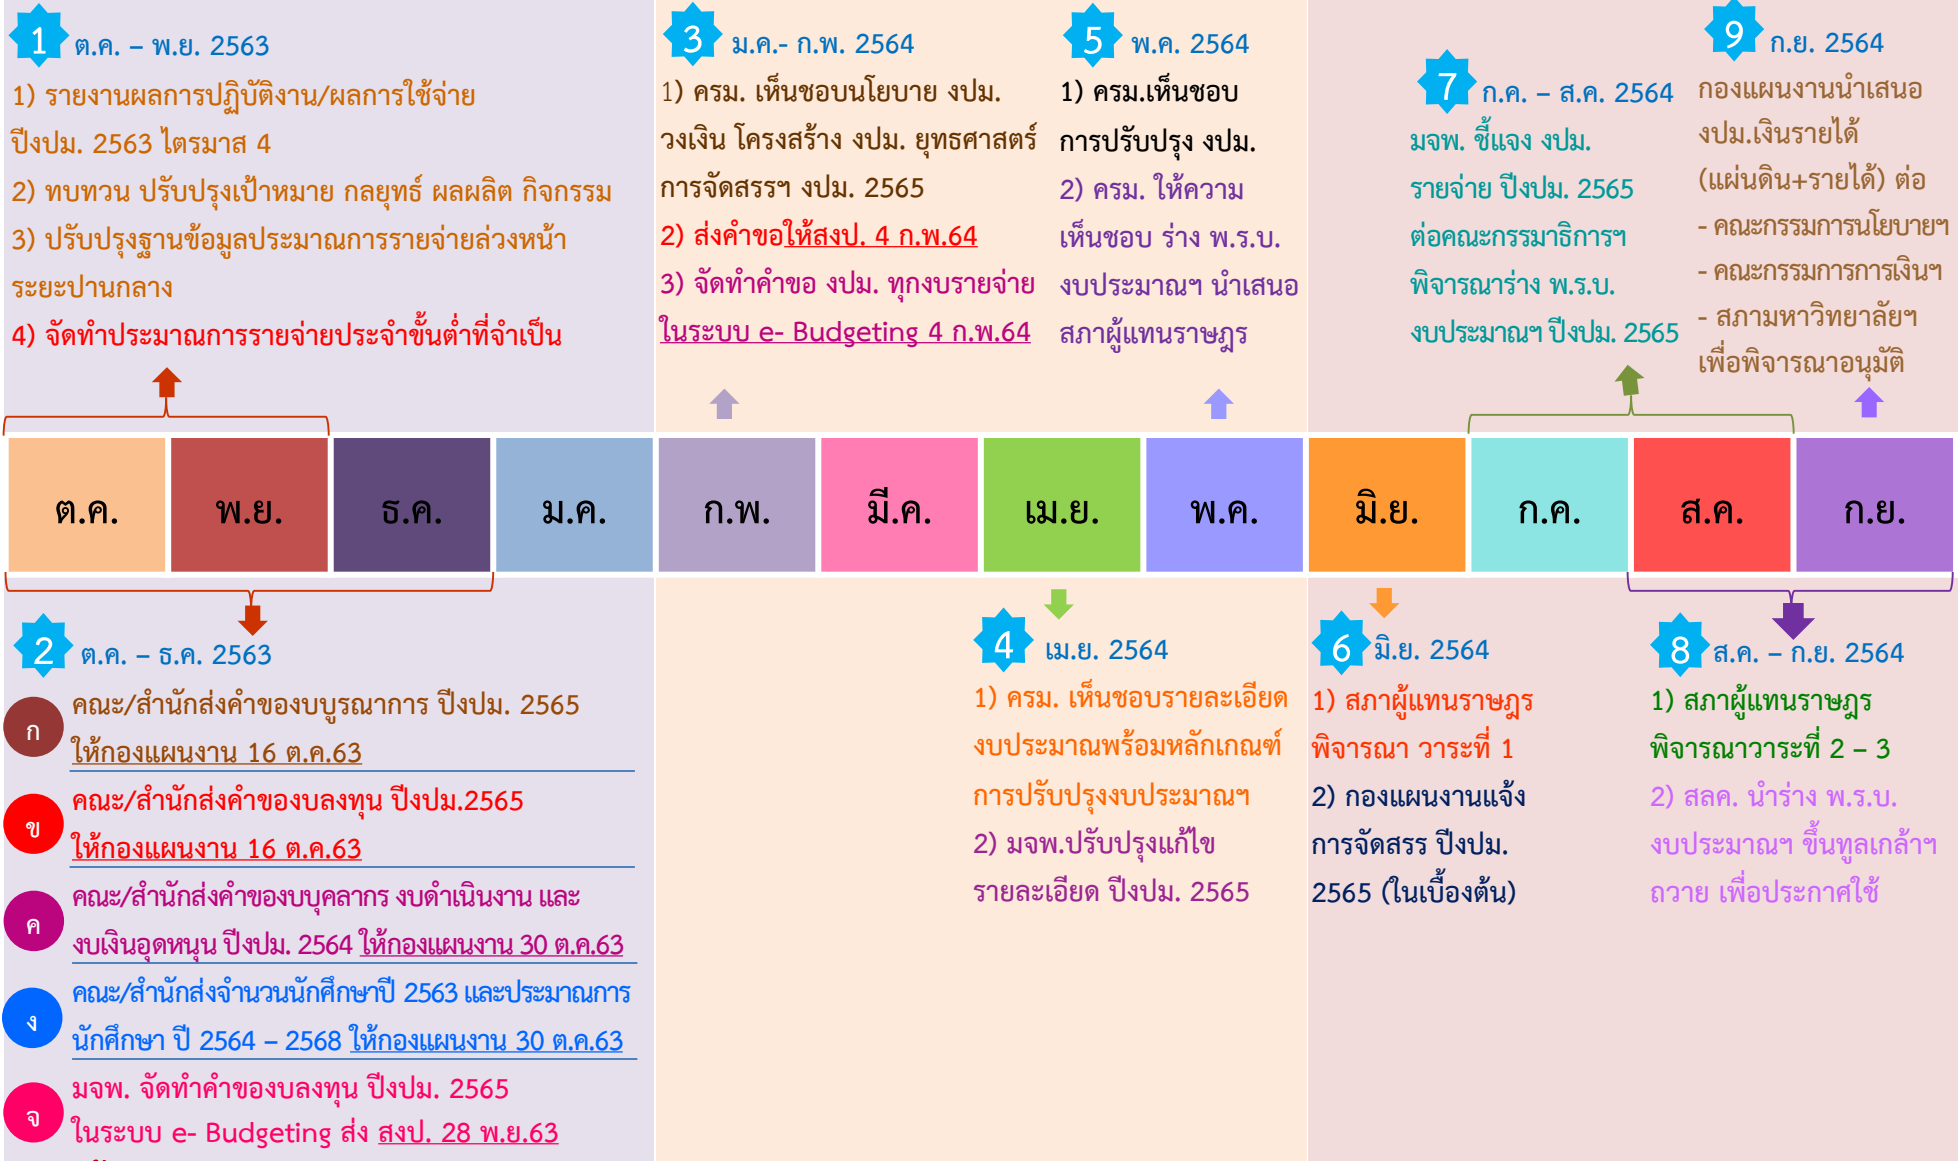 1
ต.ค. – พ.ย. 2563
1) รายงานผลการปฏิบัติงาน/ผลการใช้จ่าย
ปีงปม. 2563 ไตรมาส 4
2) ทบทวน ปรับปรุงเป้าหมาย กลยุทธ์ ผลผลิต กิจกรรม
3) ปรับปรุงฐานข้อมูลประมาณการรายจ่ายล่วงหน้า
ระยะปานกลาง
4) จัดทำประมาณการรายจ่ายประจำขั้นต่ำที่จำเป็น
3
ม.ค.- ก.พ. 2564
1) ครม. เห็นชอบนโยบาย งปม.
วงเงิน โครงสร้าง งปม. ยุทธศาสตร์
การจัดสรรฯ งปม. 2565
2) ส่งคำขอให้สงป. 4 ก.พ.64
3) จัดทำคำขอ งปม. ทุกงบรายจ่าย
ในระบบ e- Budgeting 4 ก.พ.64
5
พ.ค. 2564
1) ครม.เห็นชอบ
การปรับปรุง งปม.
2) ครม. ให้ความ
เห็นชอบ ร่าง พ.ร.บ.
งบประมาณฯ นำเสนอ
สภาผู้แทนราษฎร
7
ก.ค. – ส.ค. 2564
มจพ. ชี้แจง งปม.
รายจ่าย ปีงปม. 2565
ต่อคณะกรรมาธิการฯ
พิจารณาร่าง พ.ร.บ.
งบประมาณฯ ปีงปม. 2565
9
ก.ย. 2564
กองแผนงานนำเสนอ
งปม.เงินรายได้
(แผ่นดิน+รายได้) ต่อ
- คณะกรรมการนโยบายฯ
- คณะกรรมการการเงินฯ
- สภามหาวิทยาลัยฯ
เพื่อพิจารณาอนุมัติ
ต.ค. พ.ย. ธ.ค. ม.ค. ก.พ. มี.ค. เม.ย. พ.ค. มิ.ย. ก.ค. ส.ค. ก.ย.
2
ต.ค. – ธ.ค. 2563
ก
คณะ/สำนักส่งคำของบบูรณาการ ปีงปม. 2565
ให้กองแผนงาน 16 ต.ค.63
ข
คณะ/สำนักส่งคำของบลงทุน ปีงปม.2565
ให้กองแผนงาน 16 ต.ค.63
ค
คณะ/สำนักส่งคำของบบุคลากร งบดำเนินงาน และ
งบเงินอุดหนุน ปีงปม. 2564 ให้กองแผนงาน 30 ต.ค.63
ง
คณะ/สำนักส่งจำนวนนักศึกษาปี 2563 และประมาณการ
นักศึกษา ปี 2564 – 2568 ให้กองแผนงาน 30 ต.ค.63
จ
มจพ. จัดทำคำของบลงทุน ปีงปม. 2565
ในระบบ e- Budgeting ส่ง สงป. 28 พ.ย.63
4
เม.ย. 2564
1) ครม. เห็นชอบรายละเอียด
งบประมาณพร้อมหลักเกณฑ์
การปรับปรุงงบประมาณฯ
2) มจพ.ปรับปรุงแก้ไข
รายละเอียด ปีงปม. 2565
6
มิ.ย. 2564
1) สภาผู้แทนราษฎร
พิจารณา วาระที่ 1
2) กองแผนงานแจ้ง
การจัดสรร ปีงปม.
2565 (ในเบื้องต้น)
8
ส.ค. – ก.ย. 2564
1) สภาผู้แทนราษฎร
พิจารณาวาระที่ 2 – 3
2) สลค. นำร่าง พ.ร.บ.
งบประมาณฯ ขึ้นทูลเกล้าฯ
ถวาย เพื่อประกาศใช้